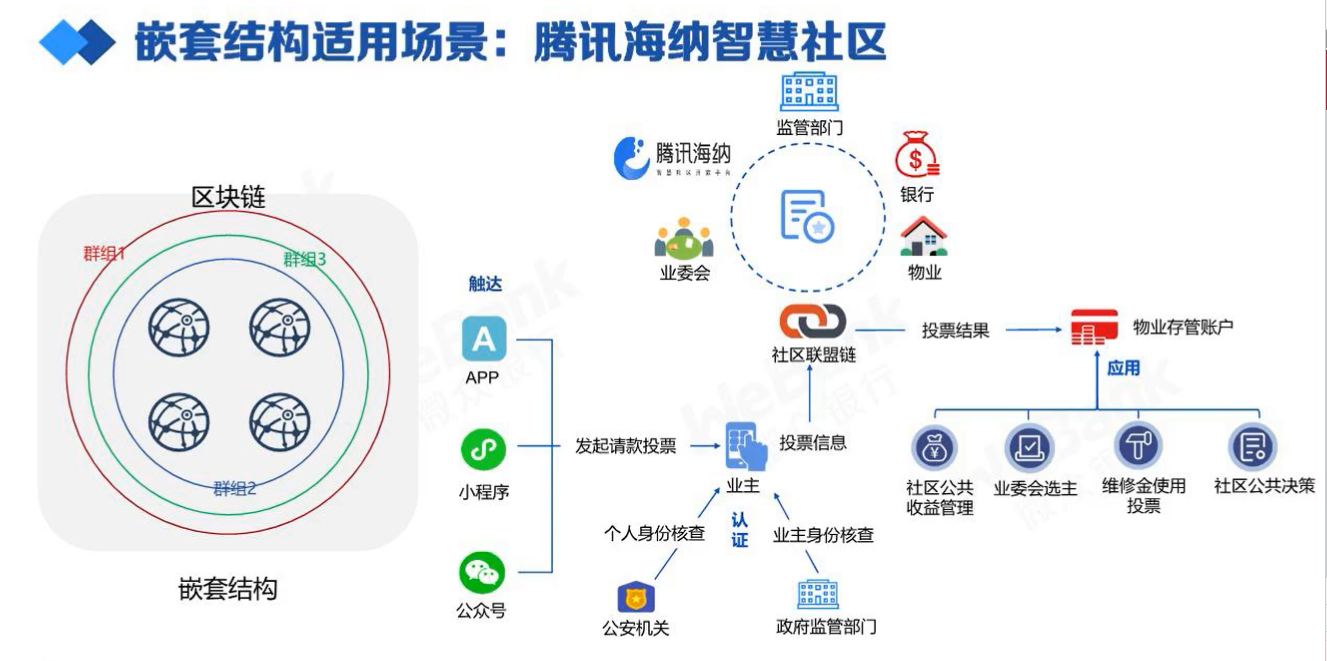 嵌套结构适用场景：腾讯海纳智慧社区
监管部门
腾讯海纳
银行
业委会
物业
区块链
群组1
群组3
群组2
嵌套结构
触达
APP
小程序
公众号
发起请款投票
业主
投票信息
社区联盟链
投票结果
物业存管账户
应用
社区公共
收益管理
业委会选主
维修金使用
投票
社区公共决策
认
证
个人身份核查
业主身份核查
公安机关
政府监管部门
WeBank
微众银行